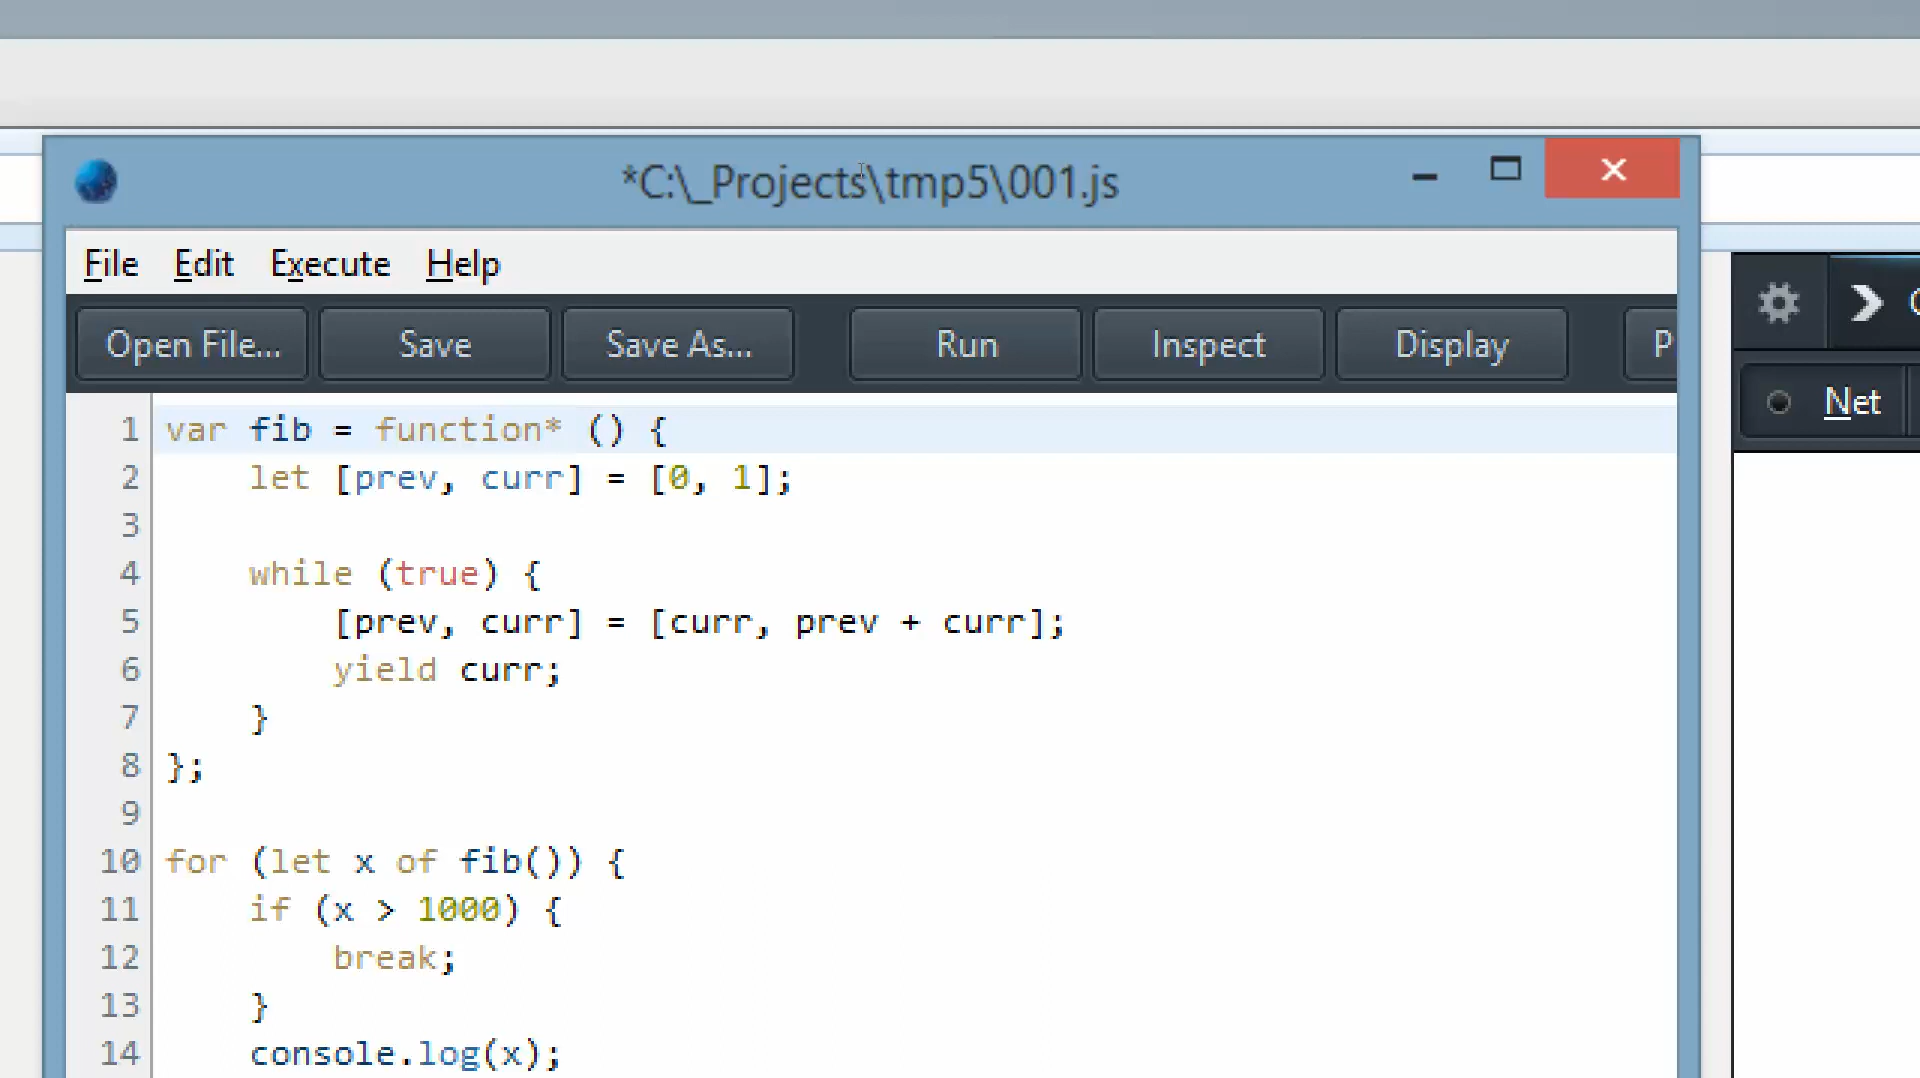 *C:\_Projects\tmp5\001.js
File Edit Execute Help
Open File... Save Save As... Run Inspect Display
Net
1 var fib = function* () {
2     let [prev, curr] = [0, 1];
3
4     while (true) {
5         [prev, curr] = [curr, prev + curr];
6         yield curr;
7     }
8 };
9
10 for (let x of fib()) {
11     if (x > 1000) {
12         break;
13     }
14     console.log(x);